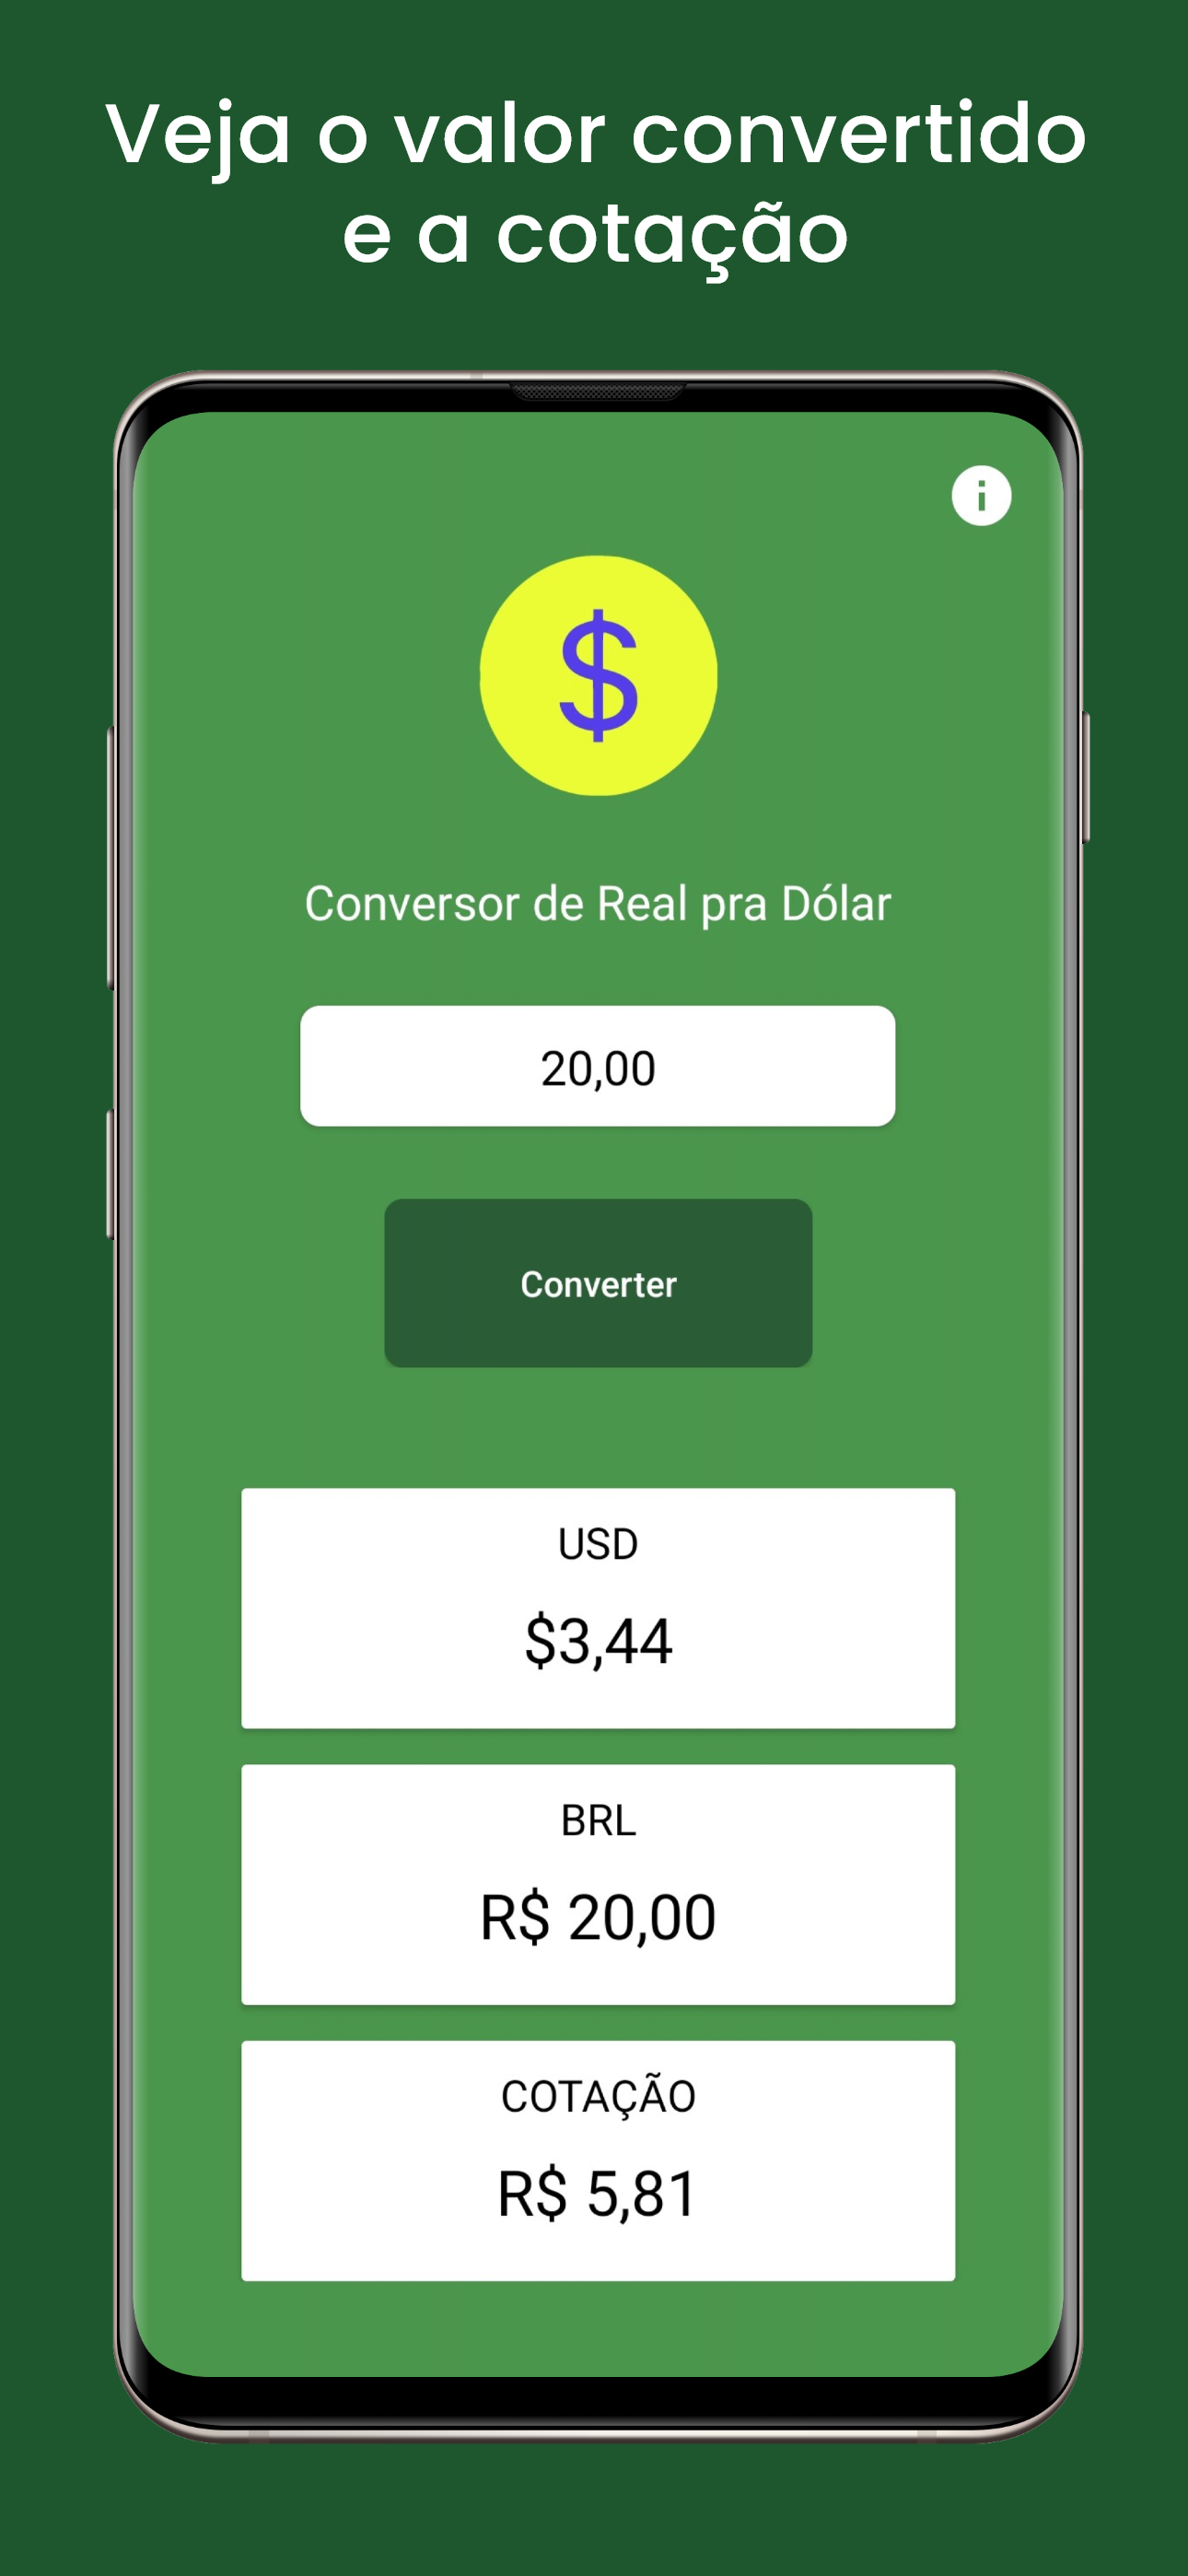 Veja o valor convertido
e a cotação
i
$
Conversor de Real pra Dólar
20,00
Converter
USD
$3,44
BRL
R$ 20,00
COTAÇÃO
R$ 5,81